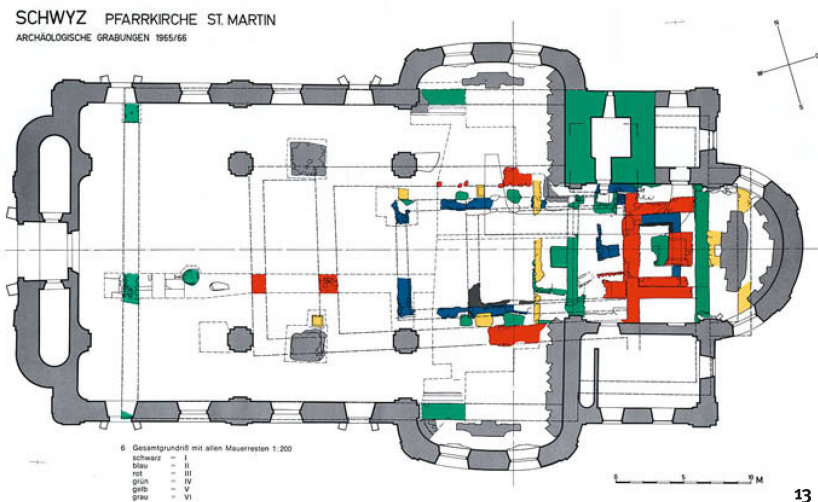 SCHWYZ PFARRKIRCHE ST. MARTIN
ARCHÄOLOGISCHE GRABUNGEN 1965/66
N
O
W
S
6 Gesamtgrundriß mit allen Mauerresten 1:200
schwarz = I
blau = II
rot = III
grün = IV
gelb = V
grau = VI
0 5 10 M
13